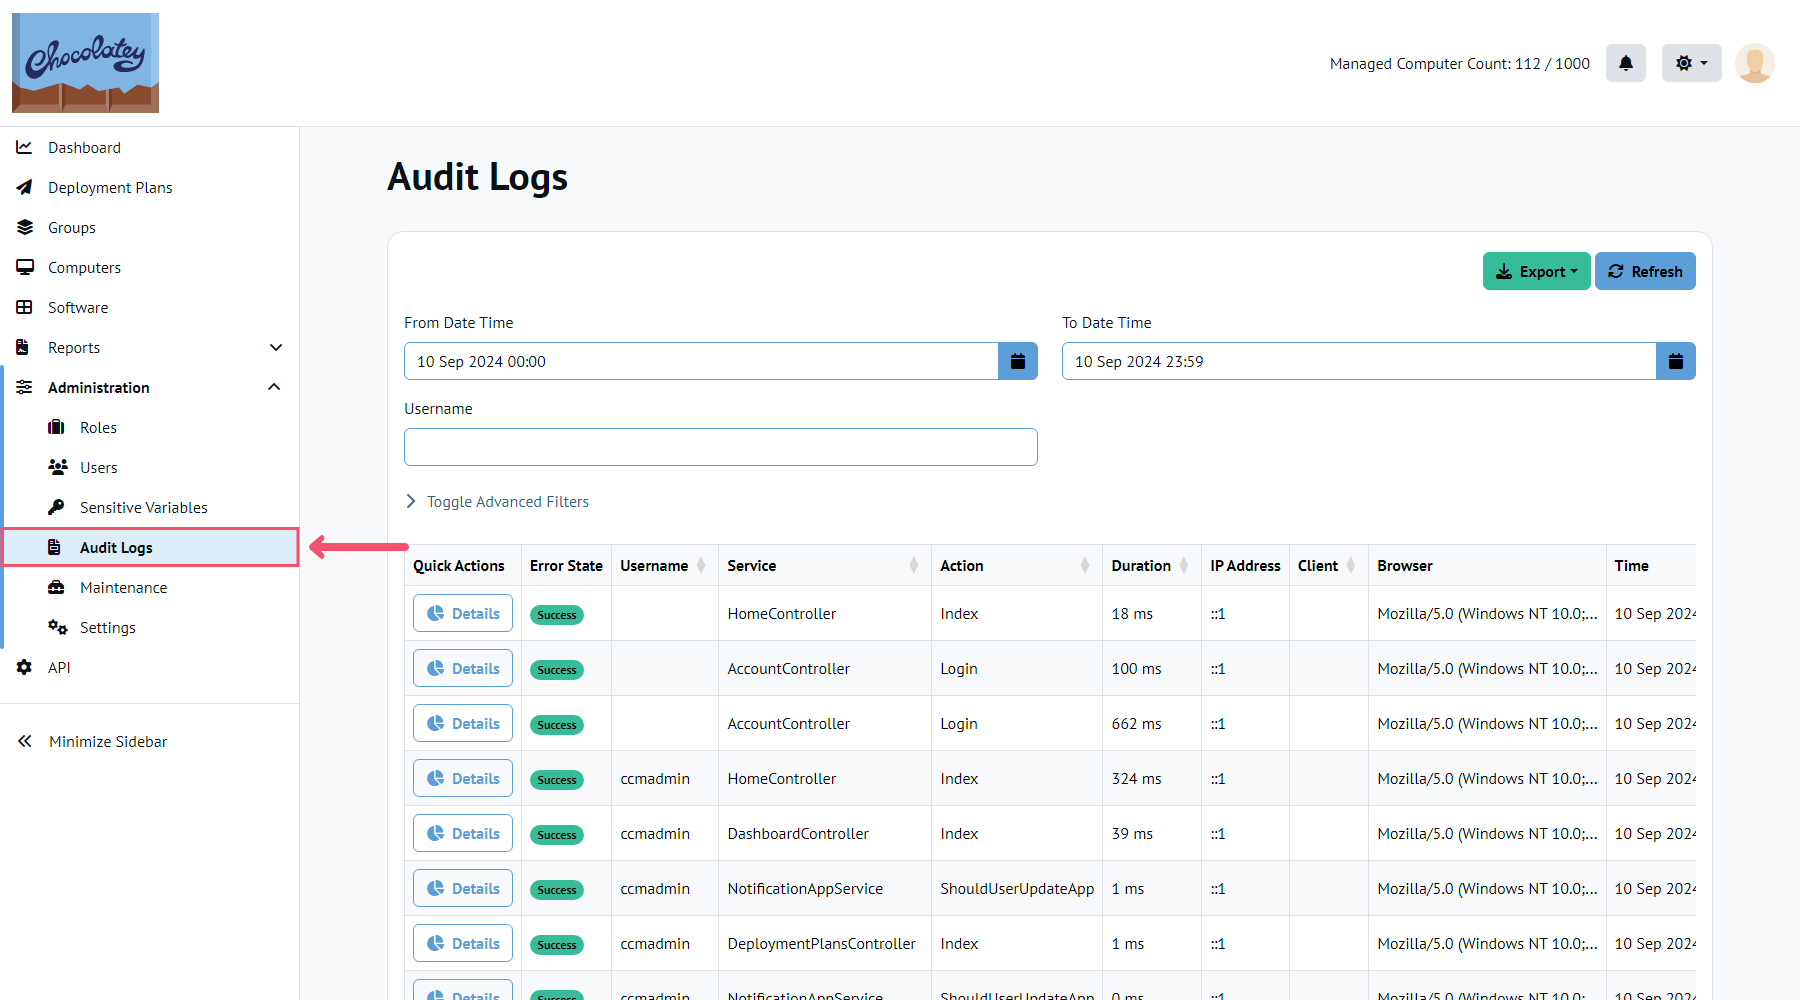 Chocolatey
Managed Computer Count: 112 / 1000
Dashboard
Deployment Plans
Groups
Computers
Software
Reports
Administration
Roles
Users
Sensitive Variables
Audit Logs
Maintenance
Settings
API
Minimize Sidebar
Audit Logs
Export Refresh
From Date Time To Date Time
10 Sep 2024 00:00 10 Sep 2024 23:59
Username
Toggle Advanced Filters
Quick Actions Error State Username Service Action Duration IP Address Client Browser Time
Details Success HomeController Index 18 ms ::1 Mozilla/5.0 (Windows NT 10.0;... 10 Sep 2024
Details Success AccountController Login 100 ms ::1 Mozilla/5.0 (Windows NT 10.0;... 10 Sep 2024
Details Success AccountController Login 662 ms ::1 Mozilla/5.0 (Windows NT 10.0;... 10 Sep 2024
Details Success ccmadmin HomeController Index 324 ms ::1 Mozilla/5.0 (Windows NT 10.0;... 10 Sep 2024
Details Success ccmadmin DashboardController Index 39 ms ::1 Mozilla/5.0 (Windows NT 10.0;... 10 Sep 2024
Details Success ccmadmin NotificationAppService ShouldUserUpdateApp 1 ms ::1 Mozilla/5.0 (Windows NT 10.0;... 10 Sep 2024
Details Success ccmadmin DeploymentPlansController Index 1 ms ::1 Mozilla/5.0 (Windows NT 10.0;... 10 Sep 2024
Details Success ccmadmin NotificationAppService ShouldUserUpdateApp 0 ms ::1 Mozilla/5.0 (Windows NT 10.0;... 10 Sep 2024